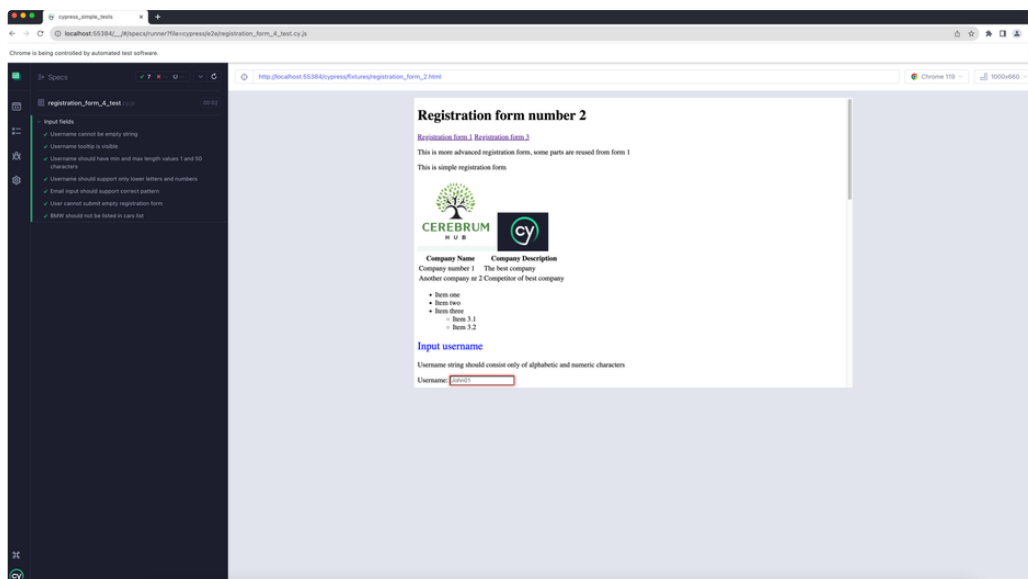 cypress_simple_tests
localhost:55384/__/#/specs/runner?file=cypress/e2e/registration_form_4_test.cy.js
Chrome is being controlled by automated test software.
Specs
7
registration_form_4_test cy.js
Input fields
Username cannot be empty string
Username tooltip is visible
Username should have min and max length values 1 and 50
characters
Username should support only lower letters and numbers
Email input should support correct pattern
User cannot submit empty registration form
BMW should not be listed in cars list
http://localhost:55384/cypress/fixtures/registration_form_2.html
Chrome 119
1000x660
Registration form number 2
Registration form 1 Registration form 3
This is more advanced registration form, some parts are reused from form 1
This is simple registration form
CEREBRUM
HUB
cy
Company Name Company Description
Company number 1 The best company
Another company nr 2 Competitor of best company
Item one
Item two
Item three
Item 3.1
Item 3.2
Input username
Username string should consist only of alphabetic and numeric characters
Username: John01
cy